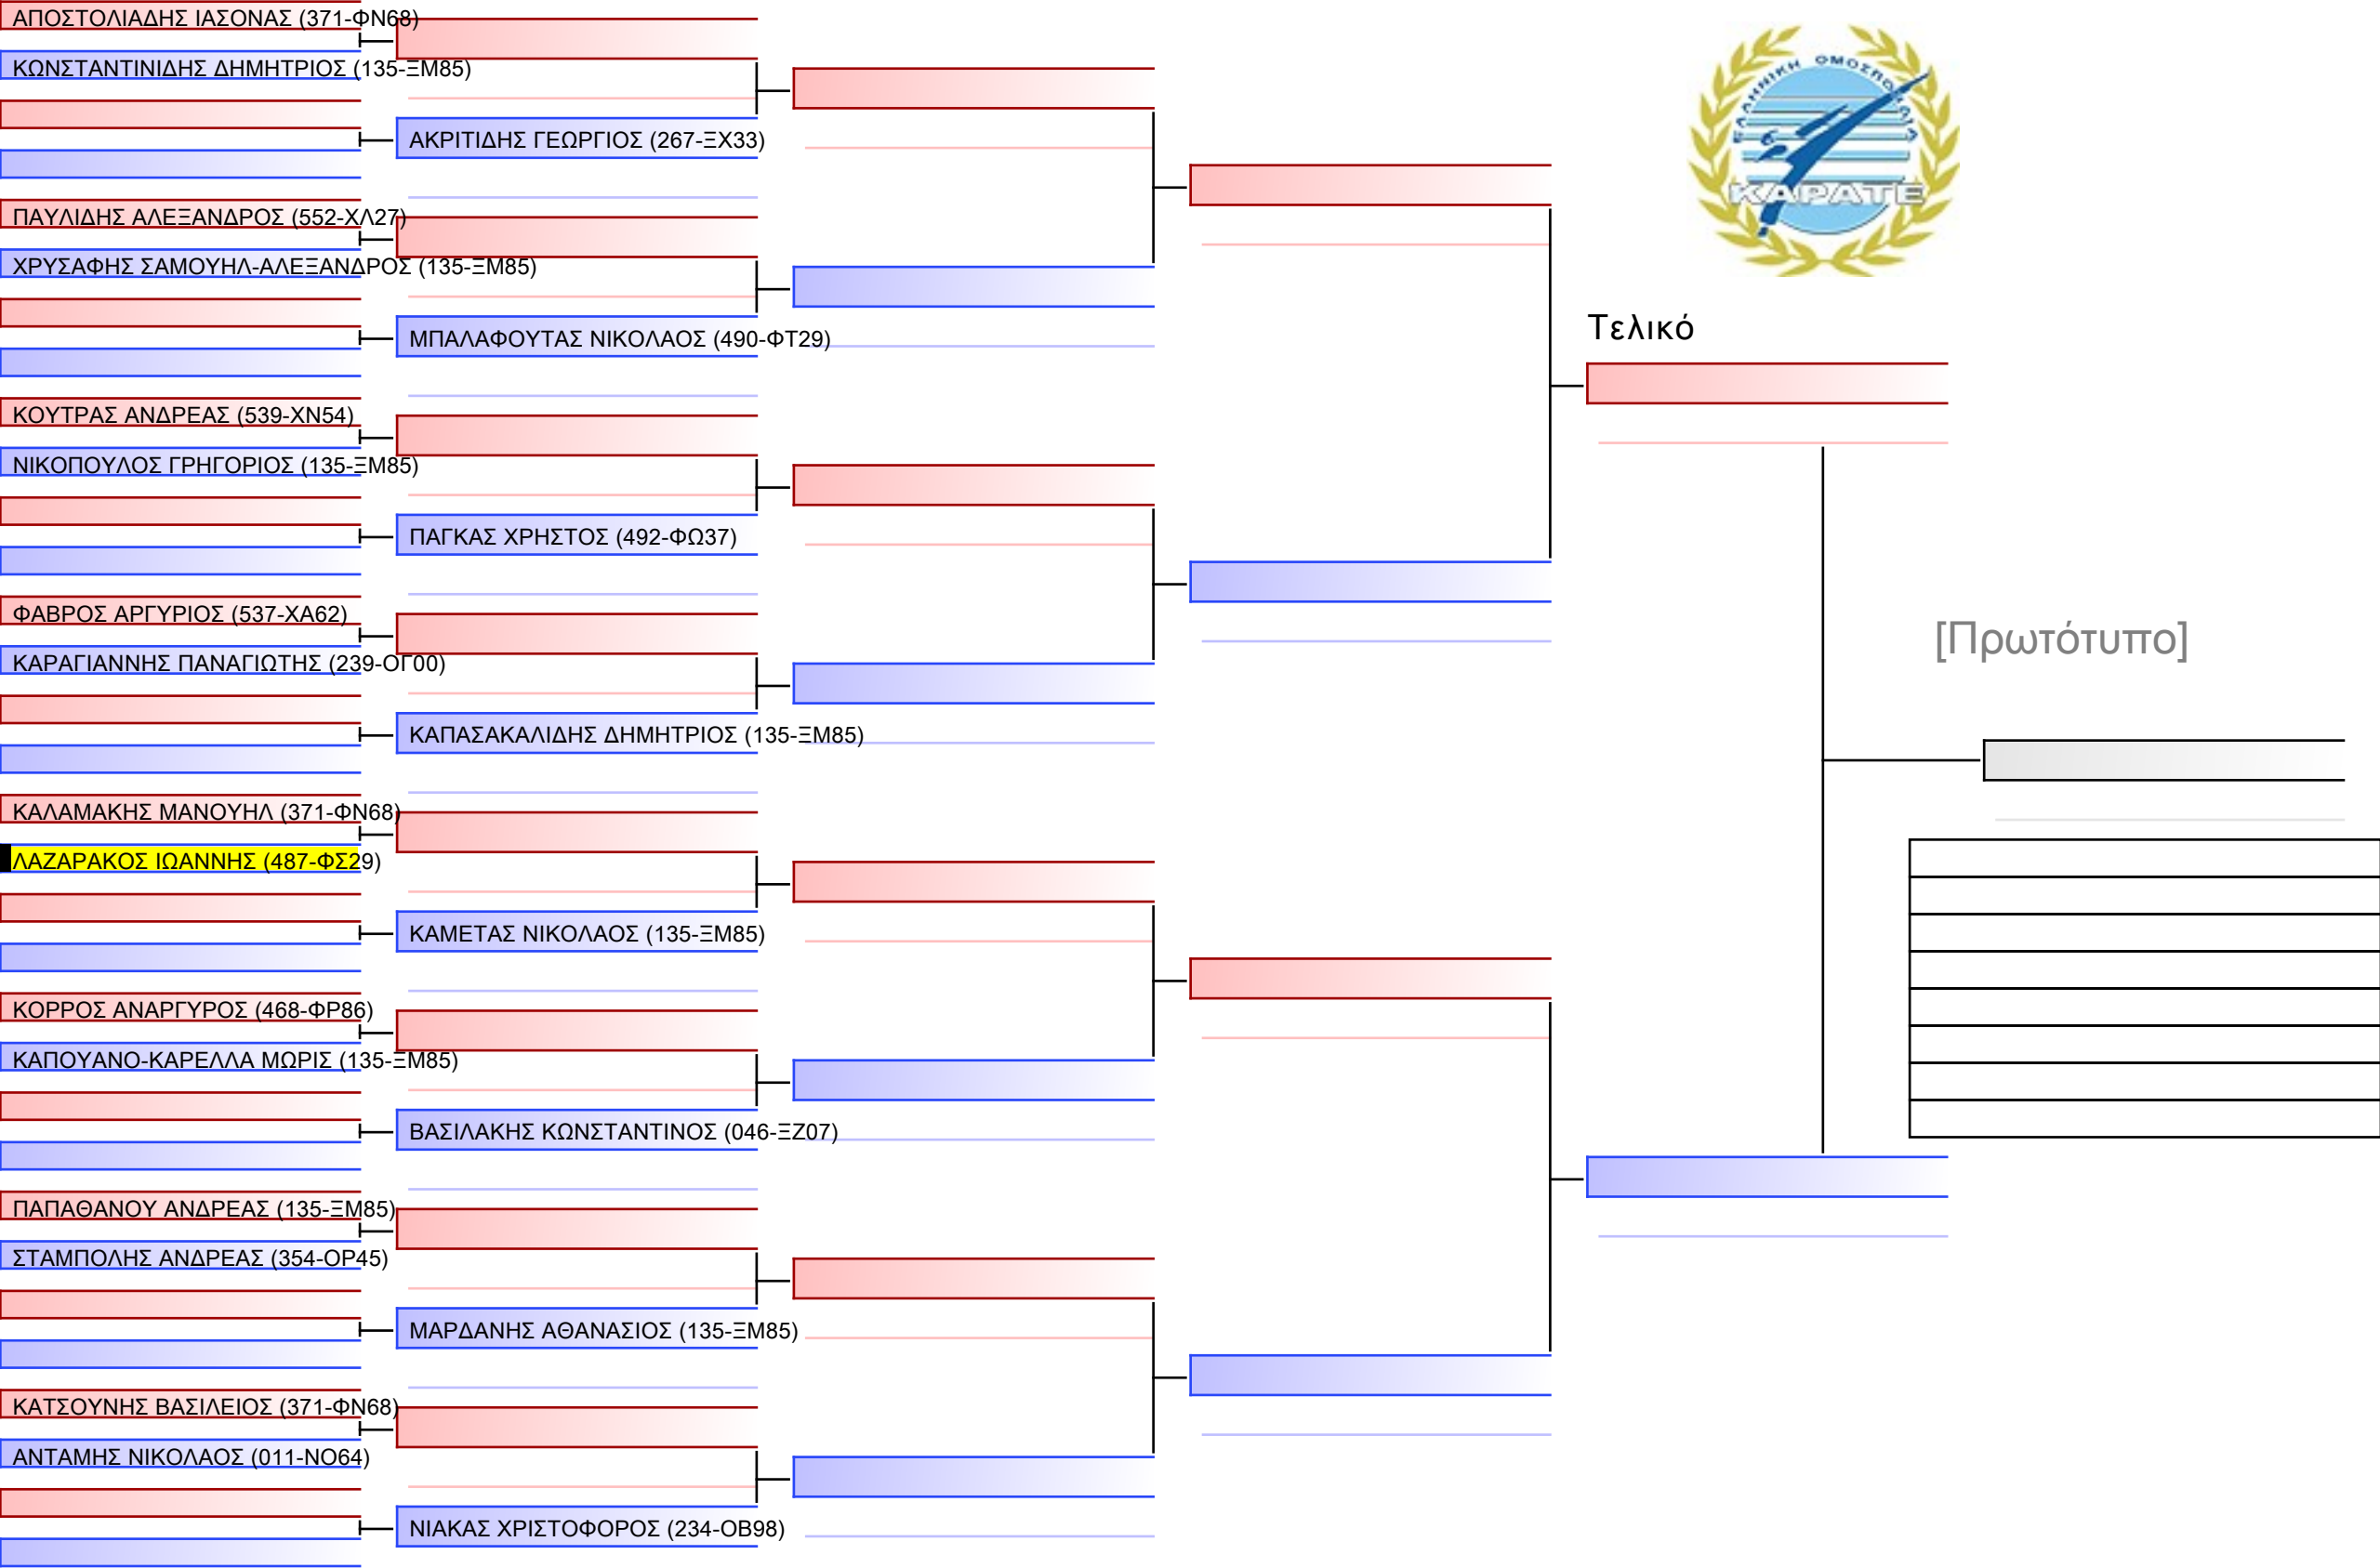 ΑΠΟΣΤΟΛΙΑΔΗΣ ΙΑΣΟΝΑΣ (371-ΦΝ68)
ΚΩΝΣΤΑΝΤΙΝΙΔΗΣ ΔΗΜΗΤΡΙΟΣ (135-ΞΜ85)
ΑΚΡΙΤΙΔΗΣ ΓΕΩΡΓΙΟΣ (267-ΞΧ33)
ΠΑΥΛΙΔΗΣ ΑΛΕΞΑΝΔΡΟΣ (552-ΧΛ27)
ΧΡΥΣΑΦΗΣ ΣΑΜΟΥΗΛ-ΑΛΕΞΑΝΔΡΟΣ (135-ΞΜ85)
ΜΠΑΛΑΦΟΥΤΑΣ ΝΙΚΟΛΑΟΣ (490-ΦΤ29)
ΚΟΥΤΡΑΣ ΑΝΔΡΕΑΣ (539-ΧΝ54)
ΝΙΚΟΠΟΥΛΟΣ ΓΡΗΓΟΡΙΟΣ (135-ΞΜ85)
ΠΑΓΚΑΣ ΧΡΗΣΤΟΣ (492-ΦΩ37)
ΦΑΒΡΟΣ ΑΡΓΥΡΙΟΣ (537-ΧΑ62)
ΚΑΡΑΓΙΑΝΝΗΣ ΠΑΝΑΓΙΩΤΗΣ (239-ΟΓ00)
ΚΑΠΑΣΑΚΑΛΙΔΗΣ ΔΗΜΗΤΡΙΟΣ (135-ΞΜ85)
ΚΑΛΑΜΑΚΗΣ ΜΑΝΟΥΗΛ (371-ΦΝ68)
ΛΑΖΑΡΑΚΟΣ ΙΩΑΝΝΗΣ (487-ΦΣ29)
ΚΑΜΕΤΑΣ ΝΙΚΟΛΑΟΣ (135-ΞΜ85)
ΚΟΡΡΟΣ ΑΝΑΡΓΥΡΟΣ (468-ΦΡ86)
ΚΑΠΟΥΑΝΟ-ΚΑΡΕΛΛΑ ΜΩΡΙΣ (135-ΞΜ85)
ΒΑΣΙΛΑΚΗΣ ΚΩΝΣΤΑΝΤΙΝΟΣ (046-ΞΖ07)
ΠΑΠΑΘΑΝΟΥ ΑΝΔΡΕΑΣ (135-ΞΜ85)
ΣΤΑΜΠΟΛΗΣ ΑΝΔΡΕΑΣ (354-ΟΡ45)
ΜΑΡΔΑΝΗΣ ΑΘΑΝΑΣΙΟΣ (135-ΞΜ85)
ΚΑΤΣΟΥΝΗΣ ΒΑΣΙΛΕΙΟΣ (371-ΦΝ68)
ΑΝΤΑΜΗΣ ΝΙΚΟΛΑΟΣ (011-ΝΟ64)
ΝΙΑΚΑΣ ΧΡΙΣΤΟΦΟΡΟΣ (234-ΟΒ98)
ΕΛΛΗΝΙΚΗ ΟΜΟΣΠΟΝΔΙΑ
ΚΑΡΑΤΕ
Τελικό
[Πρωτότυπο]